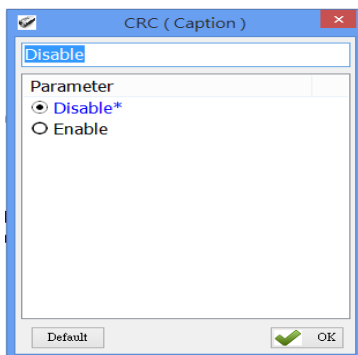 CRC ( Caption )
Disable
Parameter
Disable*
Enable
Default
OK